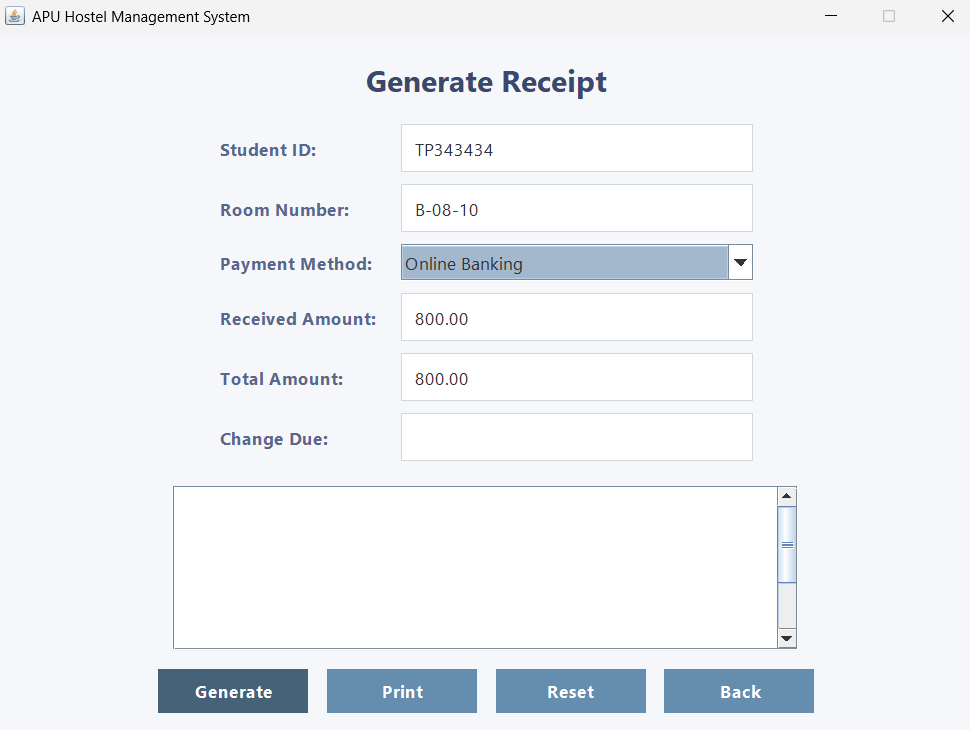 APU Hostel Management System
Generate Receipt
Student ID: TP343434
Room Number: B-08-10
Payment Method: Online Banking
Received Amount: 800.00
Total Amount: 800.00
Change Due:
Generate Print Reset Back